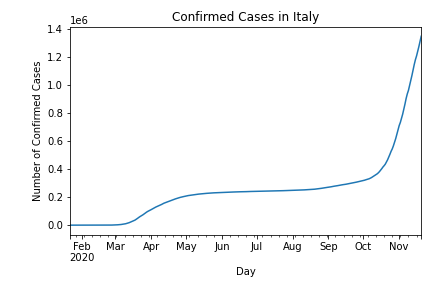 Confirmed Cases in Italy
1e6
1.4
1.2
1.0
0.8
0.6
0.4
0.2
0.0
Number of Confirmed Cases
Feb Mar Apr May Jun Jul Aug Sep Oct Nov
2020
Day